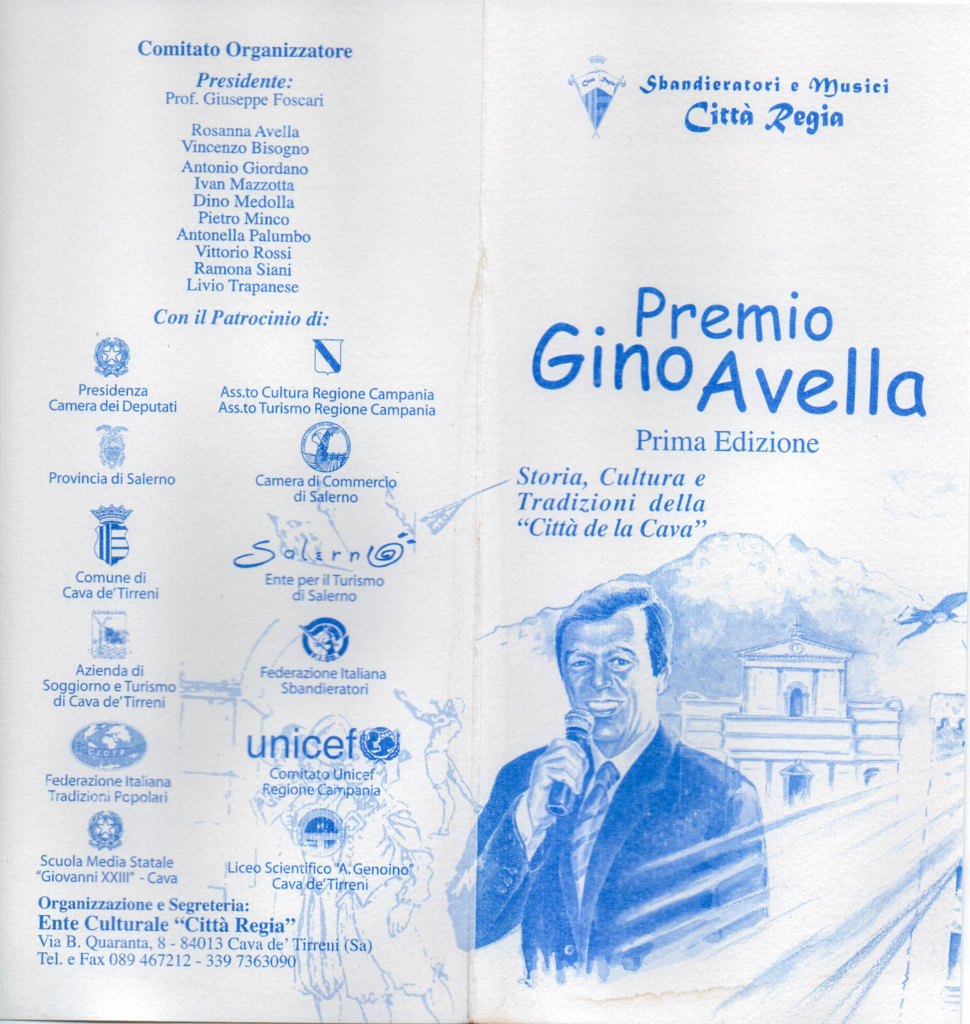 Comitato Organizzatore
Presidente:
Prof. Giuseppe Foscari
Rosanna Avella
Vincenzo Bisogno
Antonio Giordano
Ivan Mazzotta
Dino Medolla
Pietro Minco
Antonella Palumbo
Vittorio Rossi
Ramona Siani
Livio Trapanese
Con il Patrocinio di:
Presidenza
Camera dei Deputati
Ass.to Cultura Regione Campania
Ass.to Turismo Regione Campania
Provincia di Salerno
Camera di Commercio
di Salerno
Comune di
Cava de' Tirreni
Salerno
Ente per il Turismo
di Salerno
Azienda di
Soggiorno e Turismo
di Cava de' Tirreni
Federazione Italiana
Sbandieratori
Federazione Italiana
Tradizioni Popolari
unicef
Comitato Unicef
Regione Campania
Scuola Media Statale
"Giovanni XXIII" - Cava
Liceo Scientifico "A. Genoino"
Cava de' Tirreni
Organizzazione e Segreteria:
Ente Culturale "Città Regia"
Via B. Quaranta, 8 - 84013 Cava de' Tirreni (Sa)
Tel. e Fax 089 467212 - 339 7363090
Sbandieratori e Musici
Città Regia
Premio
Gino Avella
Prima Edizione
Storia, Cultura e
Tradizioni della
"Città de la Cava"